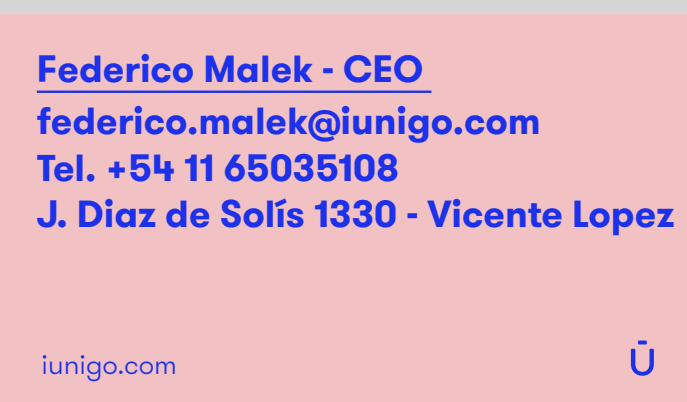 Federico Malek - CEO
federico.malek@iunigo.com
Tel. +54 11 65035108
J. Diaz de Solís 1330 - Vicente Lopez
iunigo.com
Ū